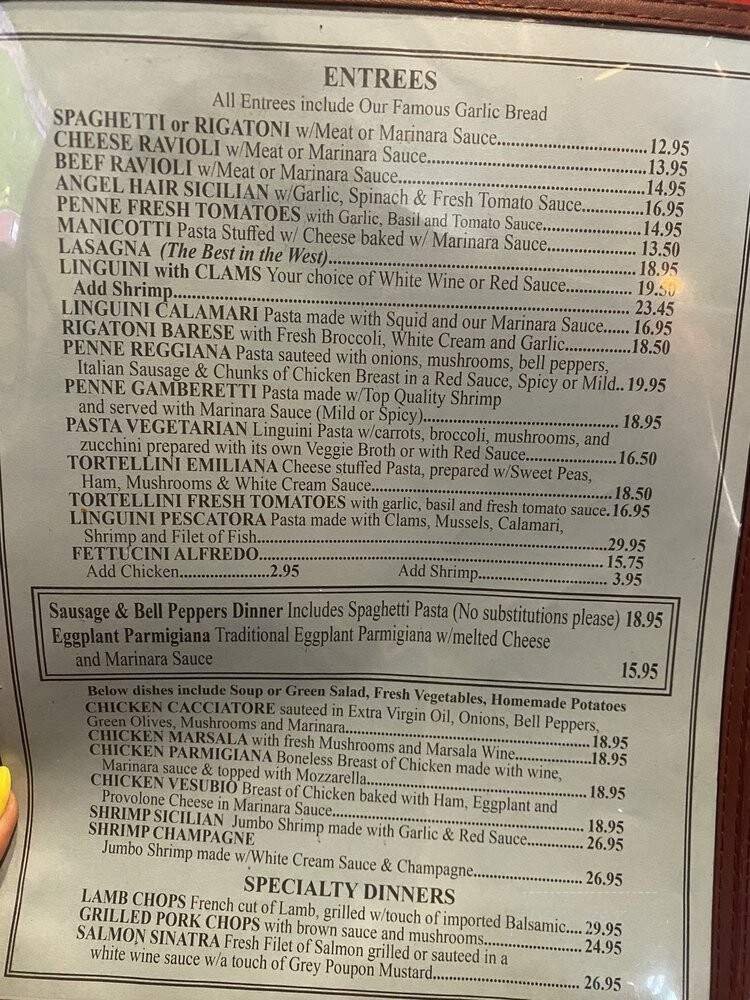 ENTREES
All Entrees include Our Famous Garlic Bread
SPAGHETTI or RIGATONI w/Meat or Marinara Sauce..............................12.95
CHEESE RAVIOLI w/Meat or Marinara Sauce...........................................13.95
BEEF RAVIOLI w/Meat or Marinara Sauce................................................14.95
ANGEL HAIR SICILIAN w/Garlic, Spinach & Fresh Tomato Sauce............16.95
PENNE FRESH TOMATOES with Garlic, Basil and Tomato Sauce...................14.95
MANICOTTI Pasta Stuffed w/ Cheese baked w/ Marinara Sauce.................. 13.50
LASAGNA (The Best in the West)............................................................18.95
LINGUINI with CLAMS Your choice of White Wine or Red Sauce............. 19.50
Add Shrimp............................................................................................ 23.45
LINGUINI CALAMARI Pasta made with Squid and our Marinara Sauce...... 16.95
RIGATONI BARESE with Fresh Broccoli, White Cream and Garlic.............18.50
PENNE REGGIANA Pasta sauteed with onions, mushrooms, bell peppers,
Italian Sausage & Chunks of Chicken Breast in a Red Sauce, Spicy or Mild.. 19.95
PENNE GAMBERETTI Pasta made w/Top Quality Shrimp
and served with Marinara Sauce (Mild or Spicy)...................................... 18.95
PASTA VEGETARIAN Linguini Pasta w/carrots, broccoli, mushrooms, and
zucchini prepared with its own Veggie Broth or with Red Sauce..................16.50
TORTELLINI EMILIANA Cheese stuffed Pasta, prepared w/Sweet Peas,
Ham, Mushrooms & White Cream Sauce...................................................18.50
TORTELLINI FRESH TOMATOES with garlic, basil and fresh tomato sauce.16.95
LINGUINI PESCATORA Pasta made with Clams, Mussels, Calamari,
Shrimp and Filet of Fish......................................................................29.95
FETTUCINI ALFREDO........................................................................ 15.75
Add Chicken......................2.95 Add Shrimp.......................... 3.95
Sausage & Bell Peppers Dinner Includes Spaghetti Pasta (No substitutions please) 18.95
Eggplant Parmigiana Traditional Eggplant Parmigiana w/melted Cheese
and Marinara Sauce 15.95
Below dishes include Soup or Green Salad, Fresh Vegetables, Homemade Potatoes
CHICKEN CACCIATORE sauteed in Extra Virgin Oil, Onions, Bell Peppers,
Green Olives, Mushrooms and Marinara................................................. 18.95
CHICKEN MARSALA with fresh Mushrooms and Marsala Wine..................18.95
CHICKEN PARMIGIANA Boneless Breast of Chicken made with wine,
Marinara sauce & topped with Mozzarella............................................ 18.95
CHICKEN VESUBIO Breast of Chicken baked with Ham, Eggplant and
Provolone Cheese in Marinara Sauce.................................................... 18.95
SHRIMP SICILIAN Jumbo Shrimp made with Garlic & Red Sauce............. 26.95
SHRIMP CHAMPAGNE
Jumbo Shrimp made w/White Cream Sauce & Champagne........................ 26.95
SPECIALTY DINNERS
LAMB CHOPS French cut of Lamb, grilled w/touch of imported Balsamic.... 29.95
GRILLED PORK CHOPS with brown sauce and mushrooms...................... 24.95
SALMON SINATRA Fresh Filet of Salmon grilled or sauteed in a
white wine sauce w/a touch of Grey Poupon Mustard................................ 26.95